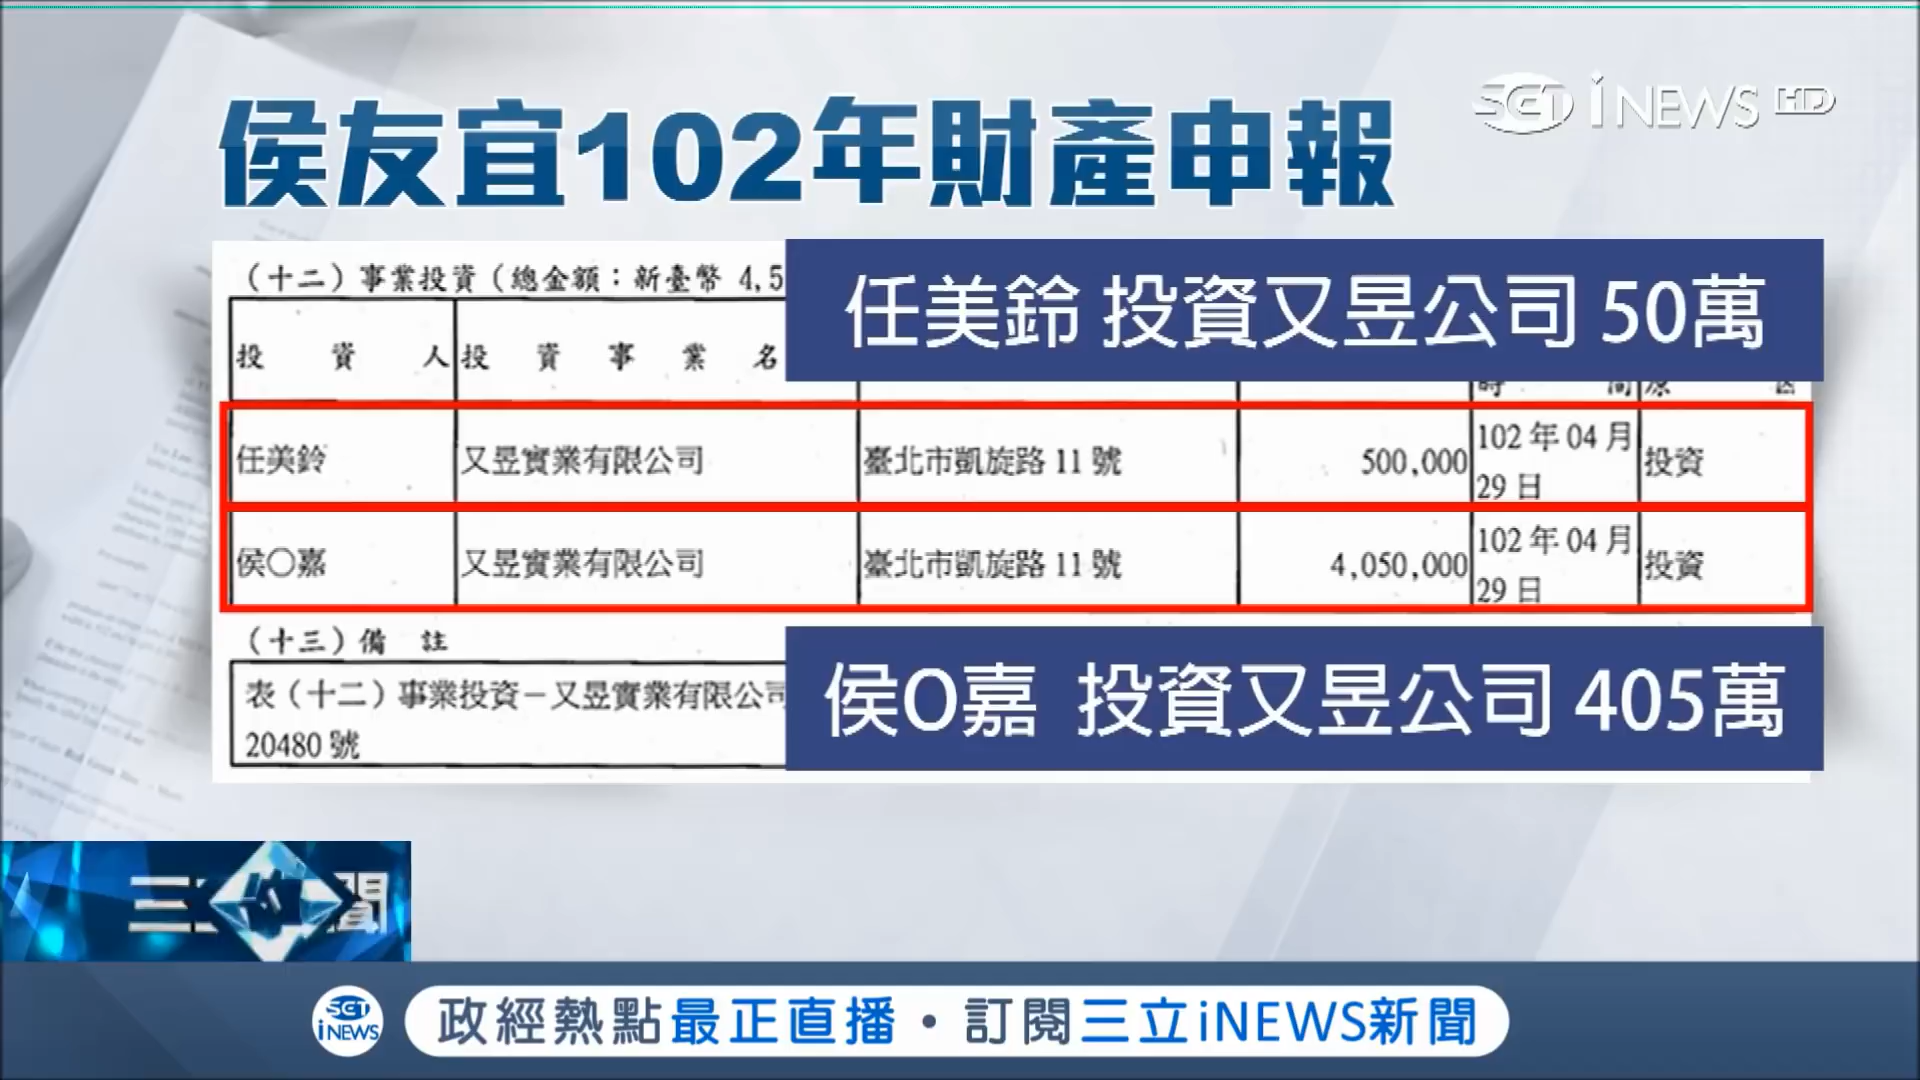 侯友宜102年財產申報
SET iNEWS HD
(十二)事業投資(總金額:新臺幣 4,5
任美鈴 投資又昱公司 50萬
投資人 投資事業名
任美鈴 又昱實業有限公司 臺北市凱旋路 11 號 500,000 102 年 04 月 29 日 投資
侯〇嘉 又昱實業有限公司 臺北市凱旋路 11 號 4,050,000 102 年 04 月 29 日 投資
(十三)備註
表(十二)事業投資－又昱實業有限公司
20480 號
侯O嘉 投資又昱公司 405萬
SET iNEWS
政經熱點最正直播・訂閱三立iNEWS新聞